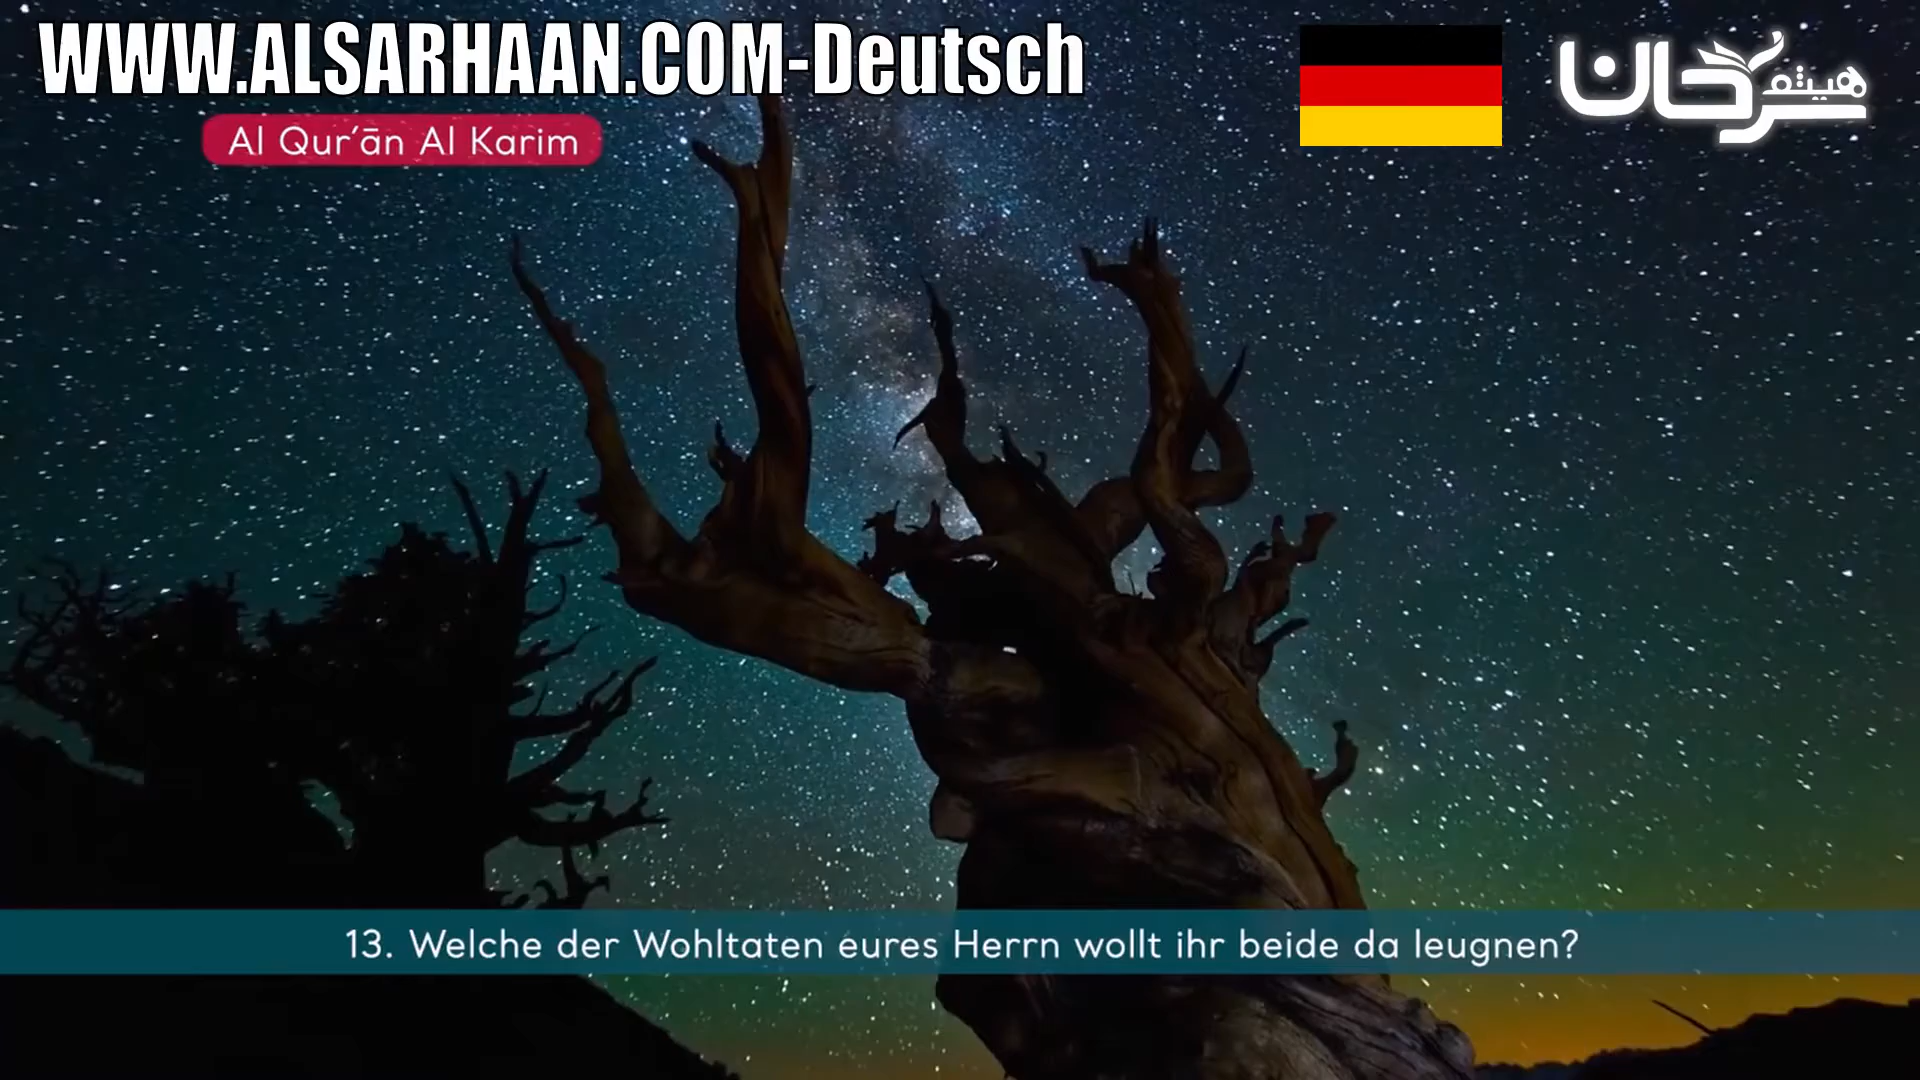 WWW.ALSARHAAN.COM-Deutsch
هيثم سرحان
Al Qur’ān Al Karim
13. Welche der Wohltaten eures Herrn wollt ihr beide da leugnen?